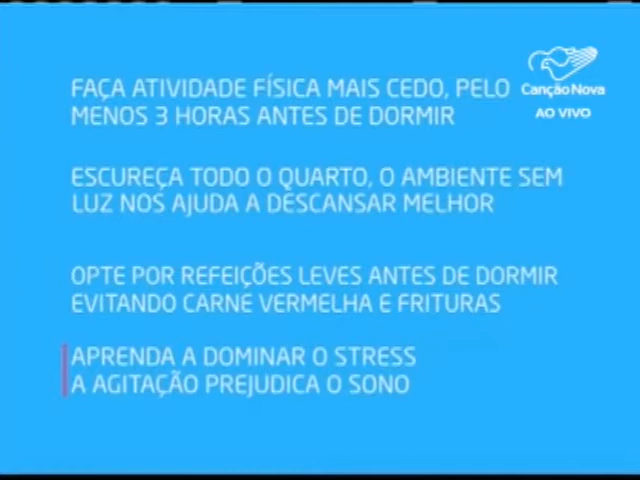 FAÇA ATIVIDADE FÍSICA MAIS CEDO, PELO
MENOS 3 HORAS ANTES DE DORMIR
Canção Nova
AO VIVO
ESCUREÇA TODO O QUARTO, O AMBIENTE SEM
LUZ NOS AJUDA A DESCANSAR MELHOR
OPTE POR REFEIÇÕES LEVES ANTES DE DORMIR
EVITANDO CARNE VERMELHA E FRITURAS
APRENDA A DOMINAR O STRESS
A AGITAÇÃO PREJUDICA O SONO